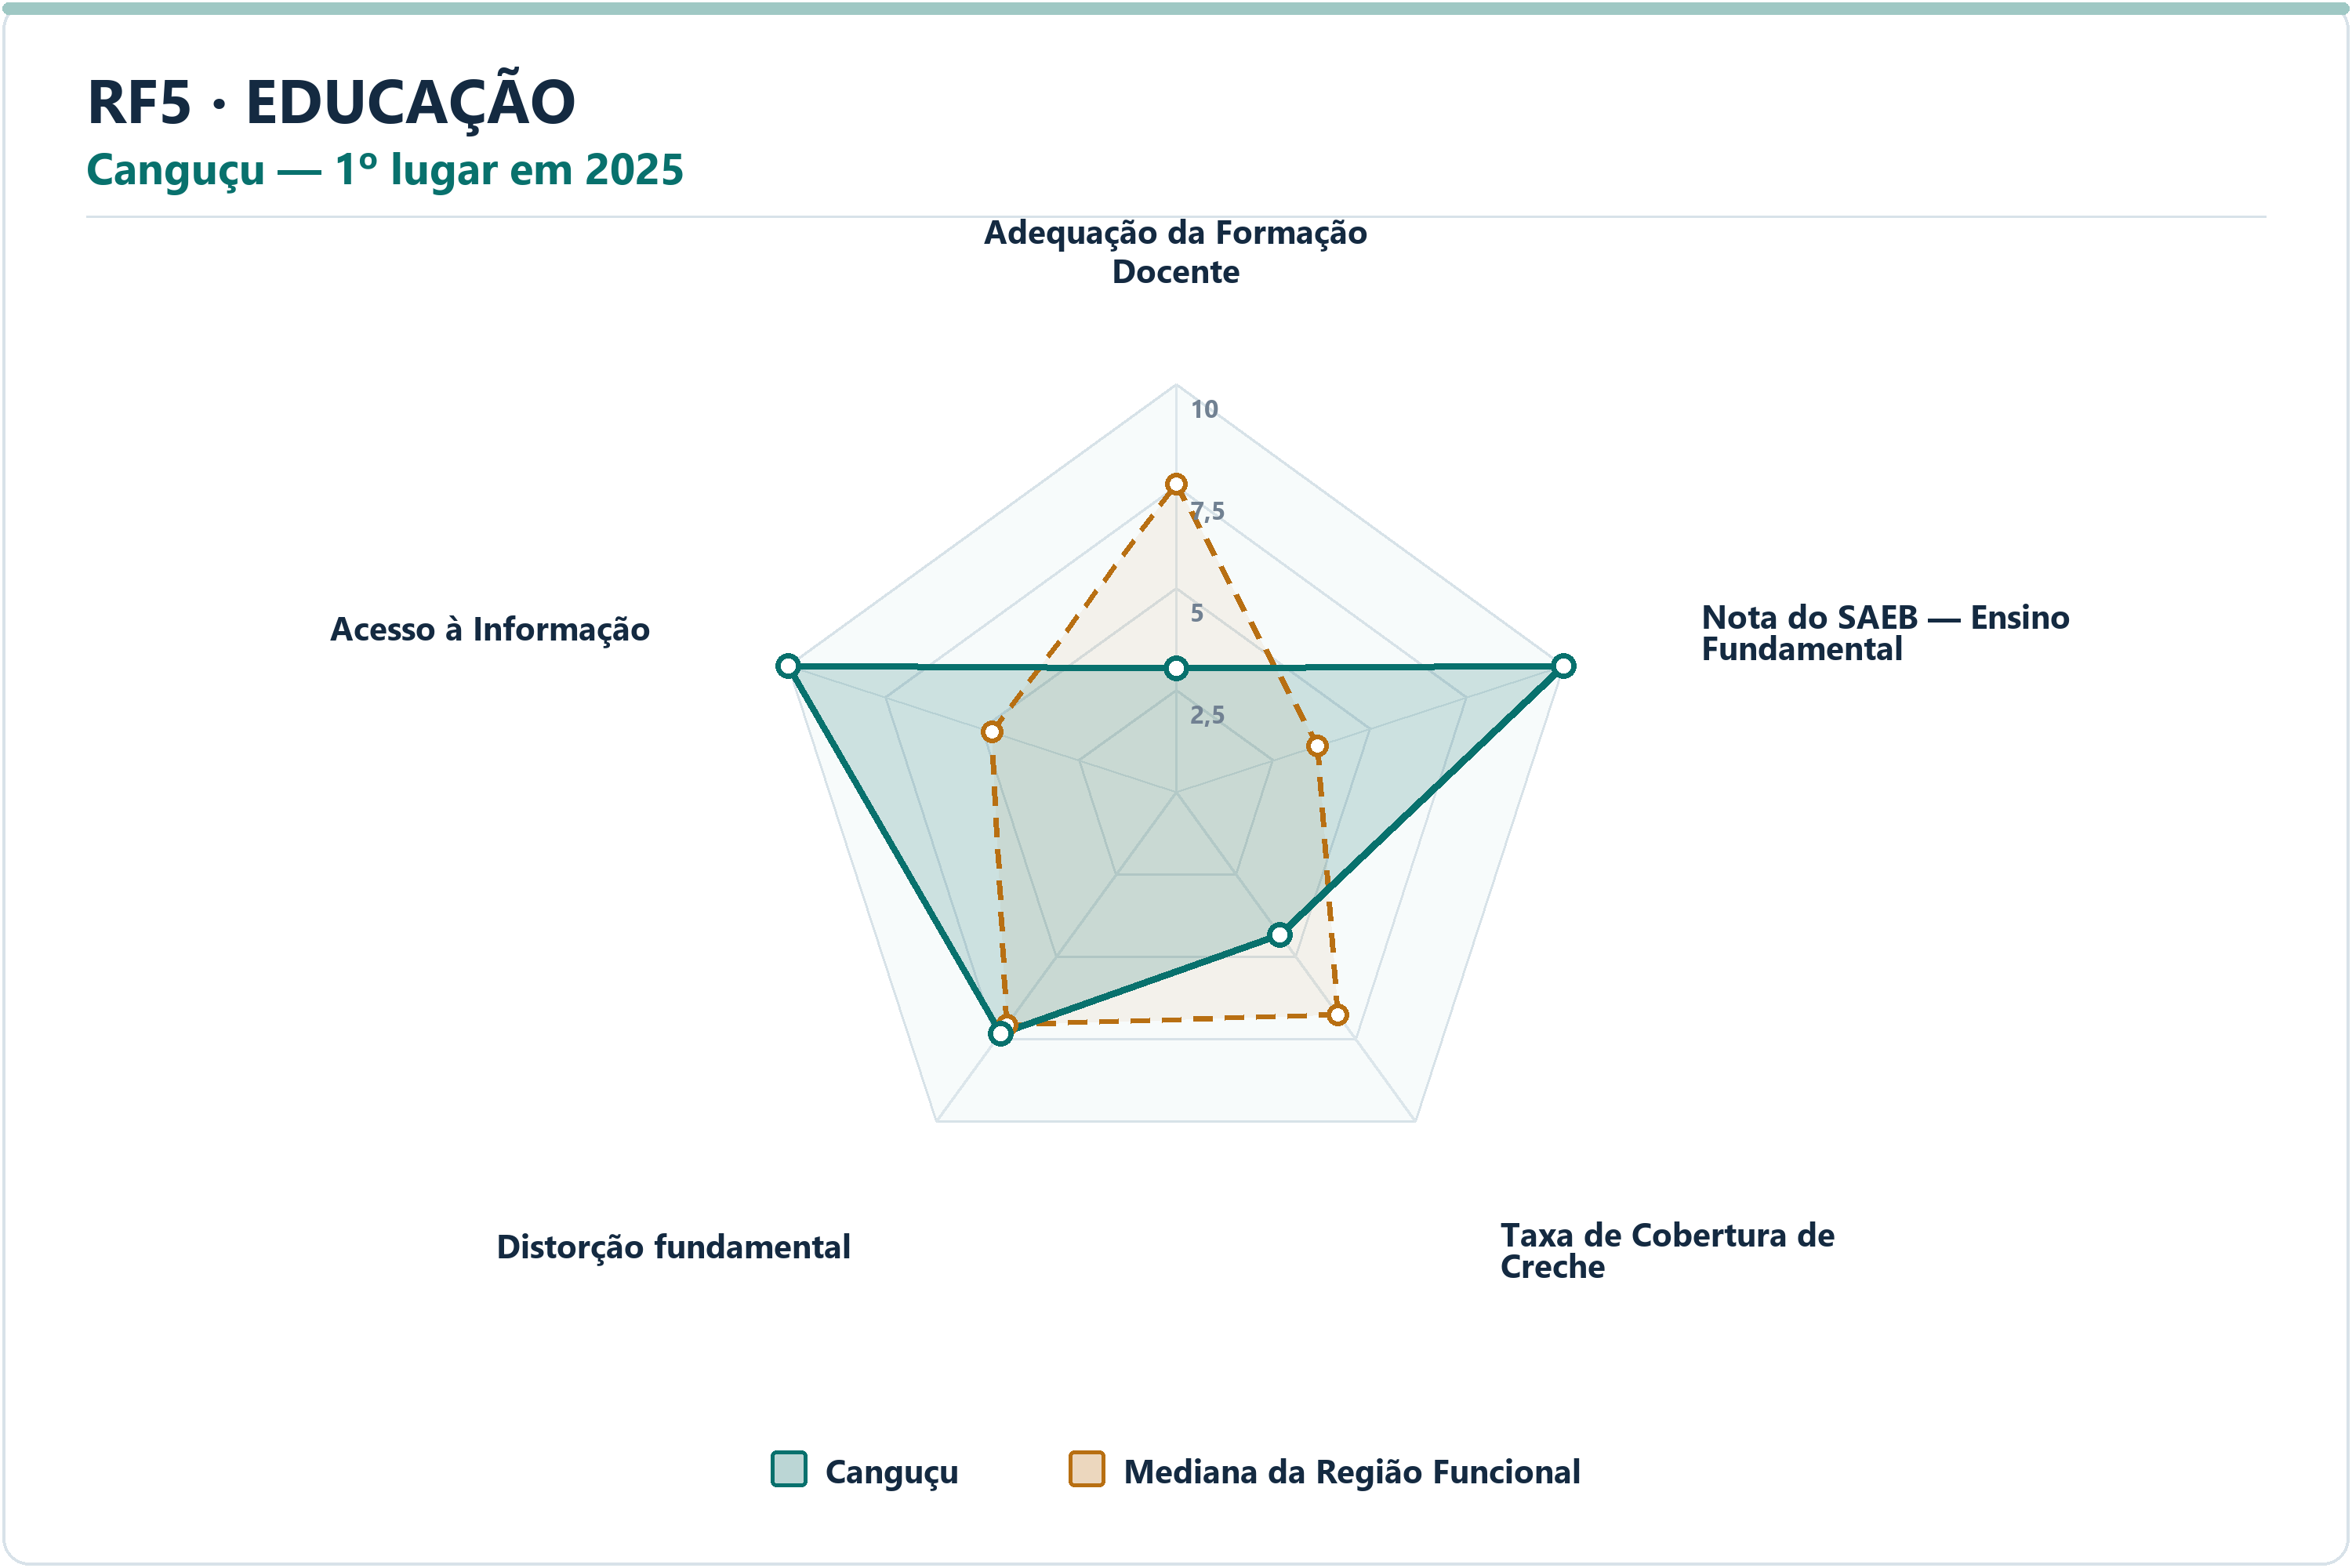 RF5 · EDUCAÇÃO
Canguçu — 1º lugar em 2025
Adequação da Formação
Docente
10
7,5
5
2,5
Acesso à Informação
Nota do SAEB — Ensino
Fundamental
Distorção fundamental
Taxa de Cobertura de
Creche
Canguçu
Mediana da Região Funcional